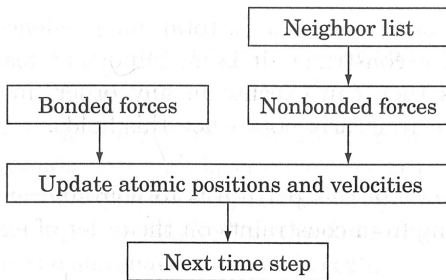 Neighbor list
Bonded forces
Nonbonded forces
Update atomic positions and velocities
Next time step